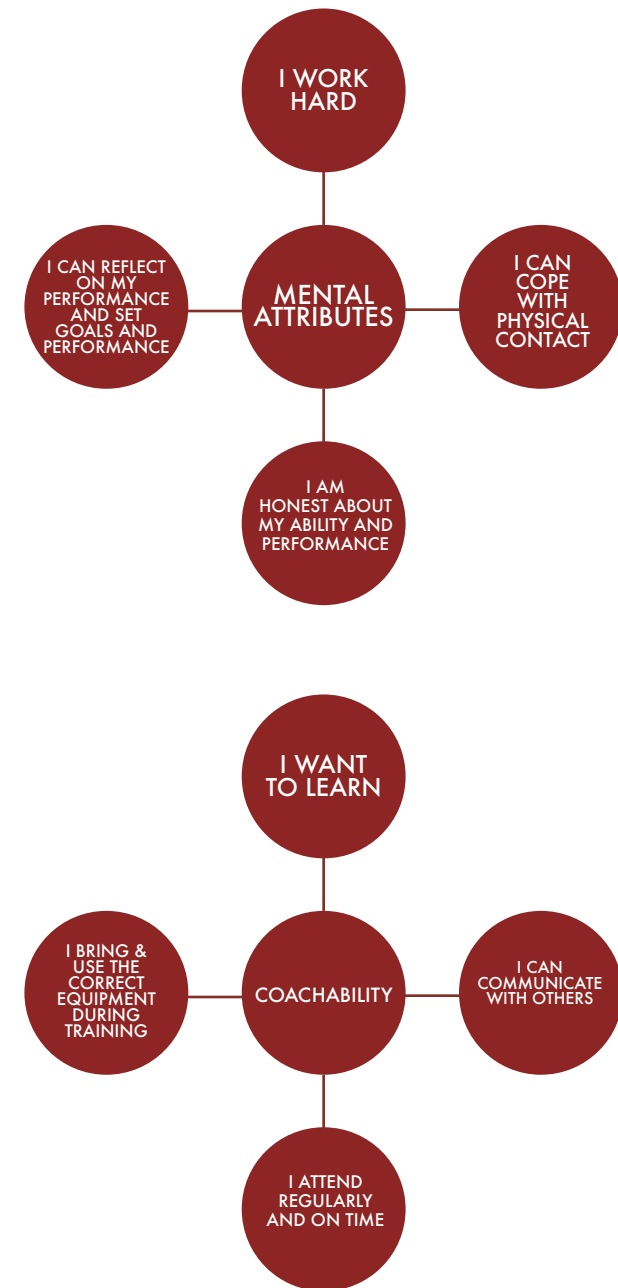 I WORK
HARD
I CAN REFLECT
ON MY
PERFORMANCE
AND SET
GOALS AND
PERFORMANCE
MENTAL
ATTRIBUTES
I CAN
COPE
WITH
PHYSICAL
CONTACT
I AM
HONEST ABOUT
MY ABILITY AND
PERFORMANCE
I WANT
TO LEARN
I BRING &
USE THE
CORRECT
EQUIPMENT
DURING
TRAINING
COACHABILITY
I CAN
COMMUNICATE
WITH OTHERS
I ATTEND
REGULARLY
AND ON TIME